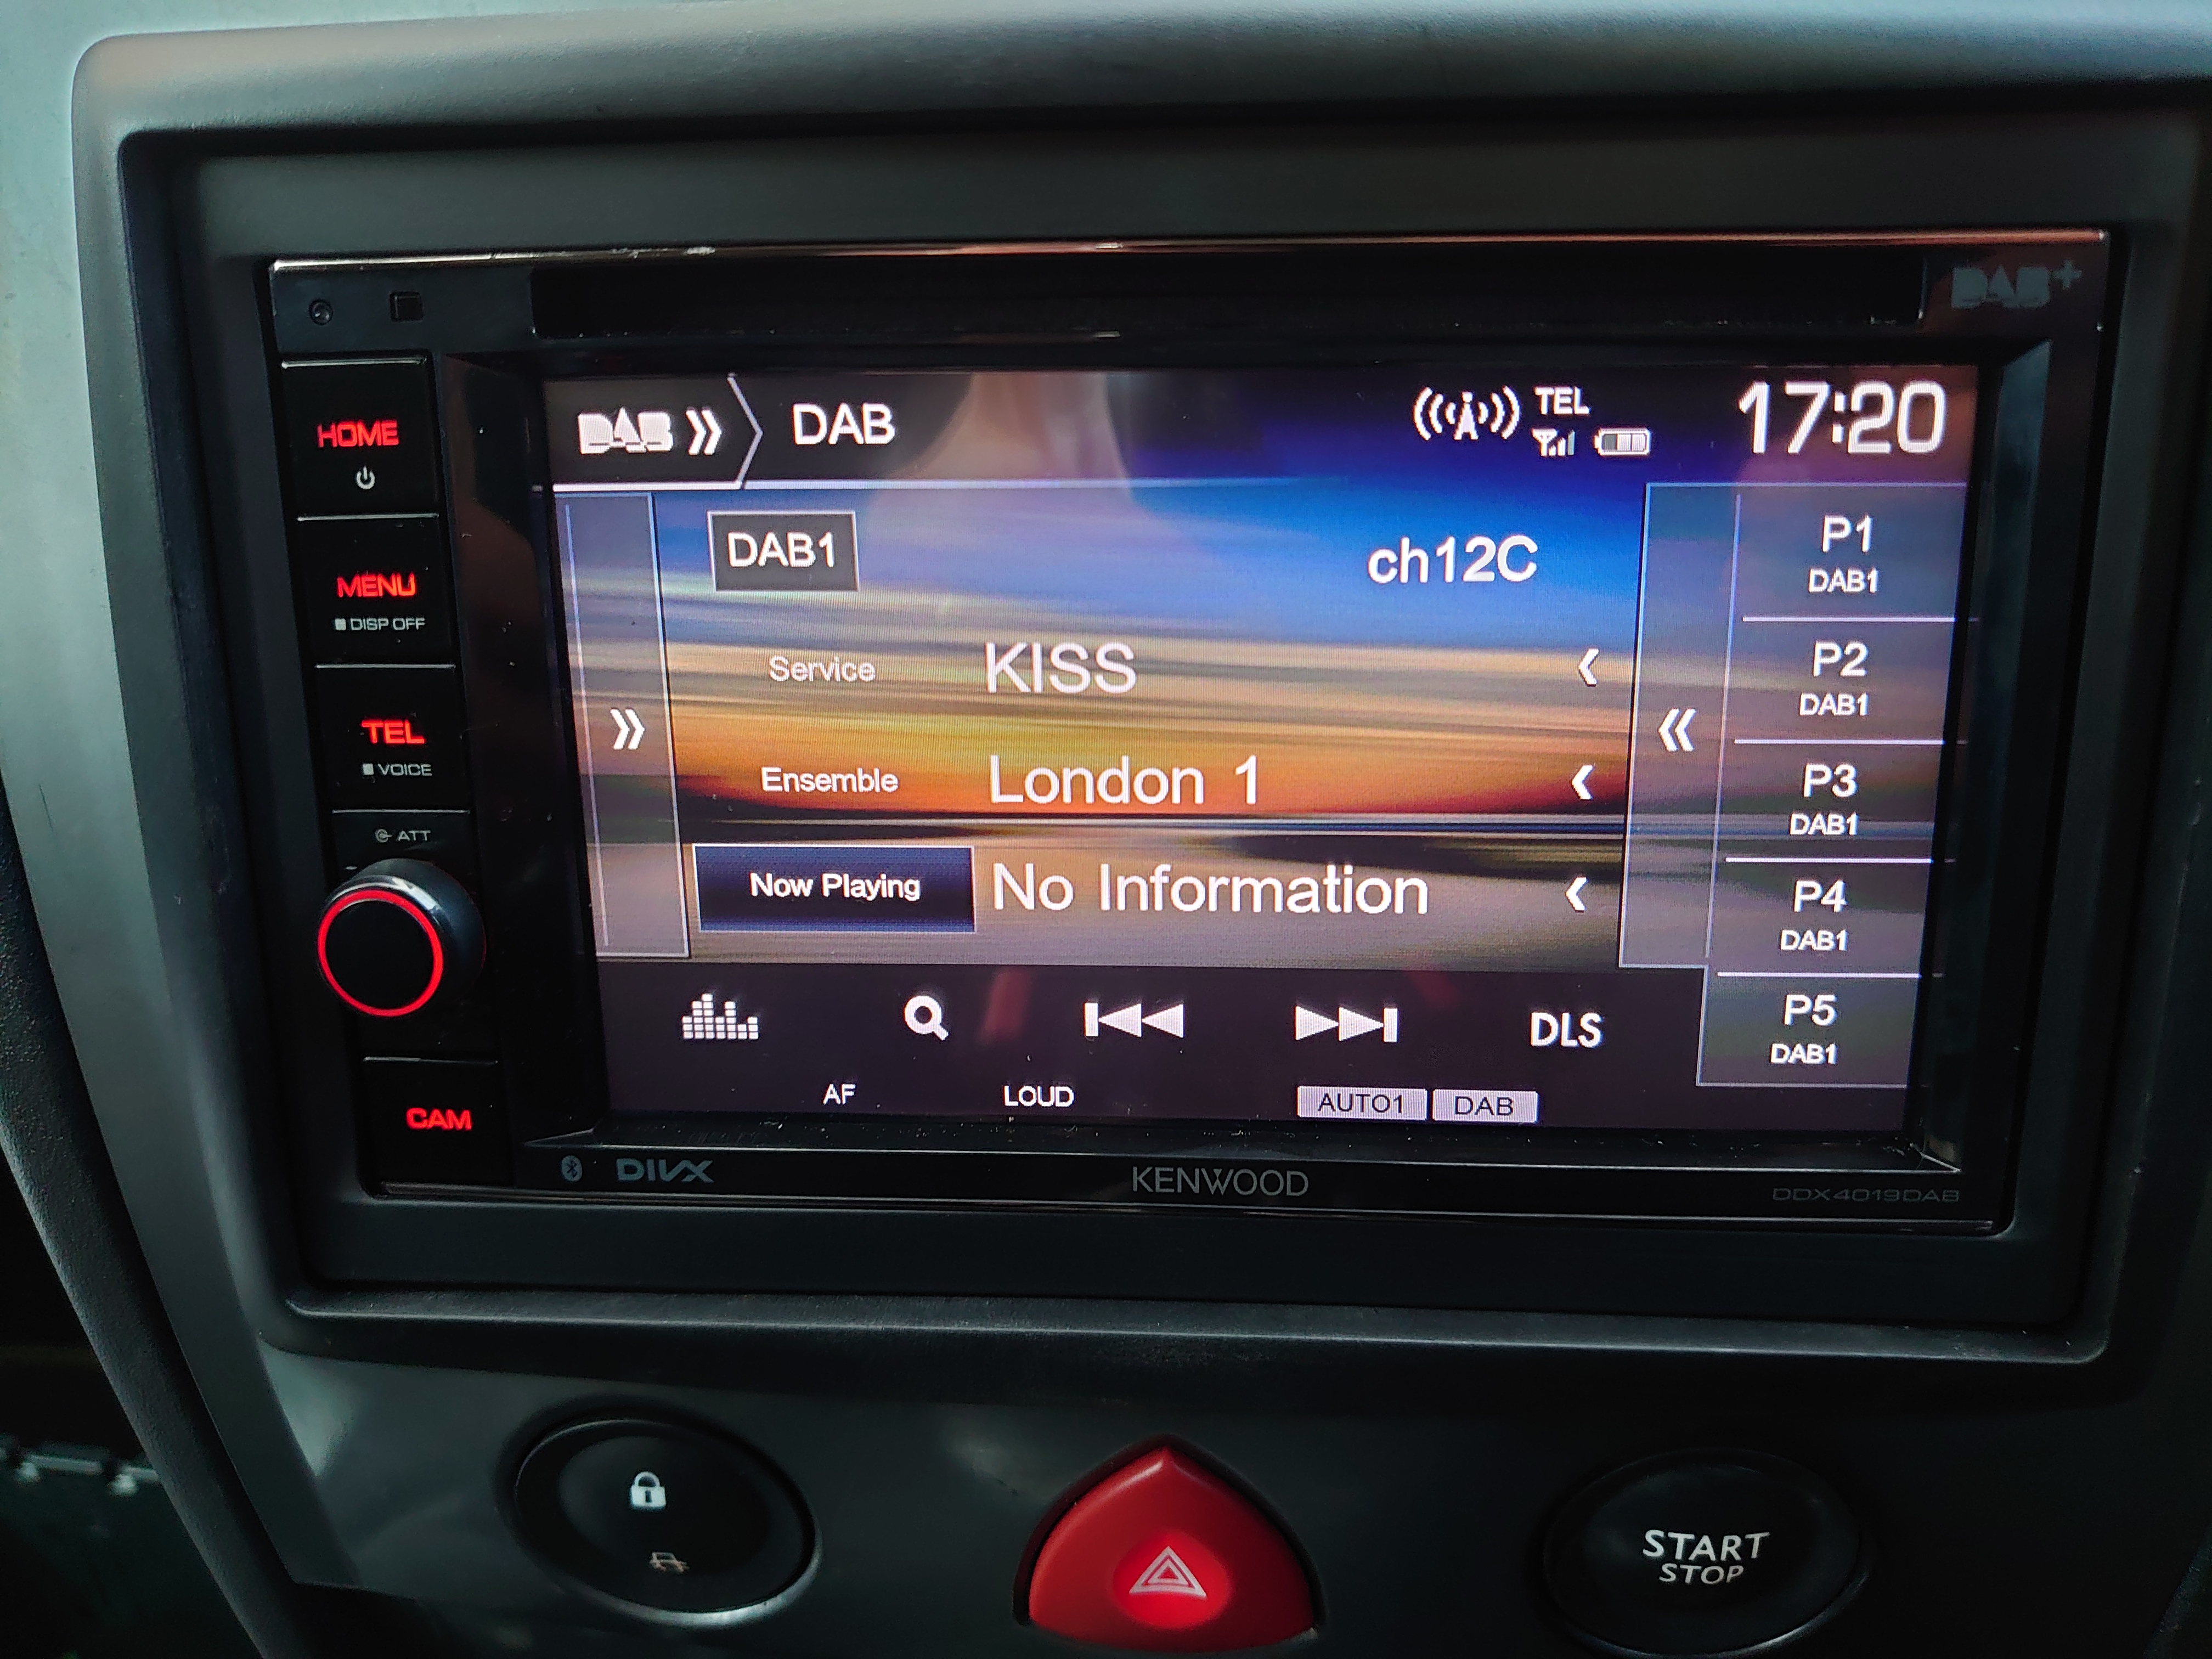 DAB+
HOME
MENU
DISP OFF
TEL
VOICE
ATT
CAM
DAB DAB
TEL
17:20
DAB1
ch12C
Service KISS
Ensemble London 1
Now Playing No Information
P1
DAB1
P2
DAB1
P3
DAB1
P4
DAB1
P5
DAB1
DLS
AF LOUD AUTO1 DAB
DIVX KENWOOD DDX4019DAB
START
STOP